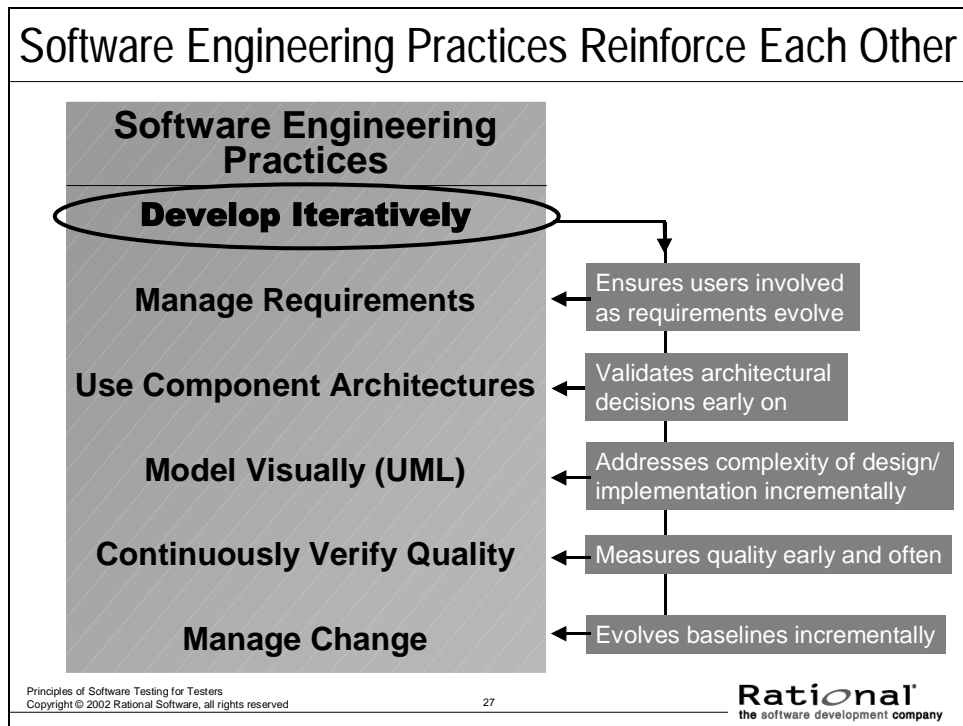 Software Engineering Practices Reinforce Each Other
Software Engineering
Practices
Develop Iteratively
Manage Requirements
Ensures users involved
as requirements evolve
Use Component Architectures
Validates architectural
decisions early on
Model Visually (UML)
Addresses complexity of design/
implementation incrementally
Continuously Verify Quality
Measures quality early and often
Manage Change
Evolves baselines incrementally
Principles of Software Testing for Testers
Copyright © 2002 Rational Software, all rights reserved
27
Rational
the software development company